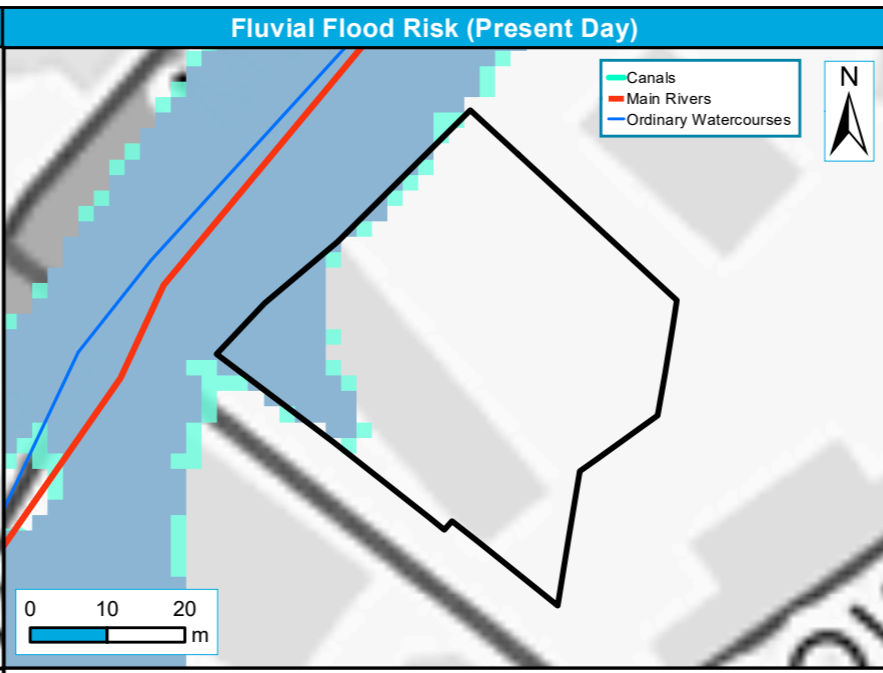 Fluvial Flood Risk (Present Day)
Canals
Main Rivers
Ordinary Watercourses
N
0 10 20
m